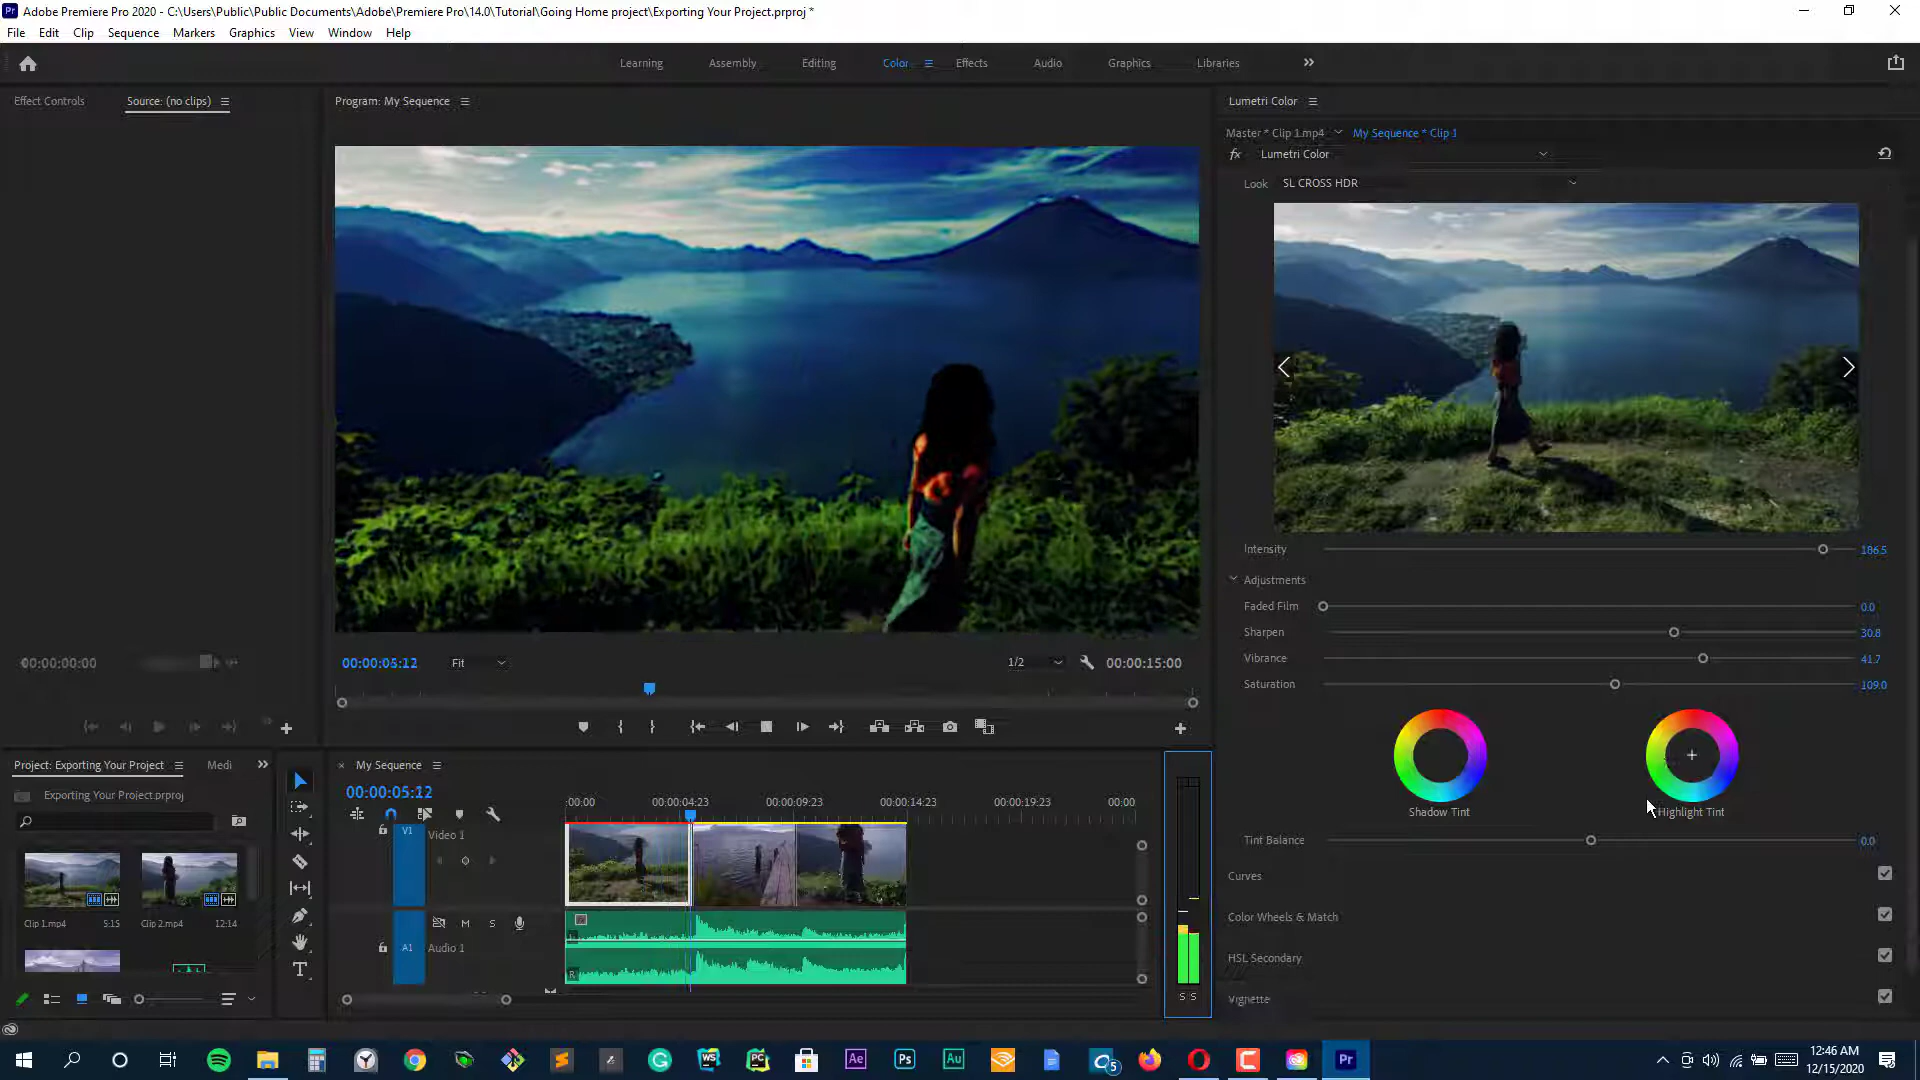 Adobe Premiere Pro 2020 - C:\Users\Public\Public Documents\Adobe\Premiere Pro\14.0\Tutorial\Going Home project\Exporting Your Project.prproj *
File Edit Clip Sequence Markers Graphics View Window Help
Learning Assembly Editing Color Effects Audio Graphics Libraries
Effect Controls Source: (no clips)
Program: My Sequence
Lumetri Color
Master * Clip 1.mp4 My Sequence * Clip 1
fx Lumetri Color
Look SL CROSS HDR
Intensity 186.5
Adjustments
Faded Film 0.0
Sharpen 30.8
Vibrance 41.7
Saturation 109.0
Shadow Tint Highlight Tint
Tint Balance 0.0
Curves
Color Wheels & Match
HSL Secondary
Vignette
00:00:00:00
00:00:05:12 Fit 1/2 00:00:15:00
Project: Exporting Your Project Medi
Exporting Your Project.prproj
Clip 1.mp4 5:15 Clip 2.mp4 12:14
× My Sequence
00:00:05:12
:00:00 00:00:04:23 00:00:09:23 00:00:14:23 00:00:19:23 00:00
V1 Video 1
A1 M S Audio 1
R
S S
12:46 AM
12/15/2020